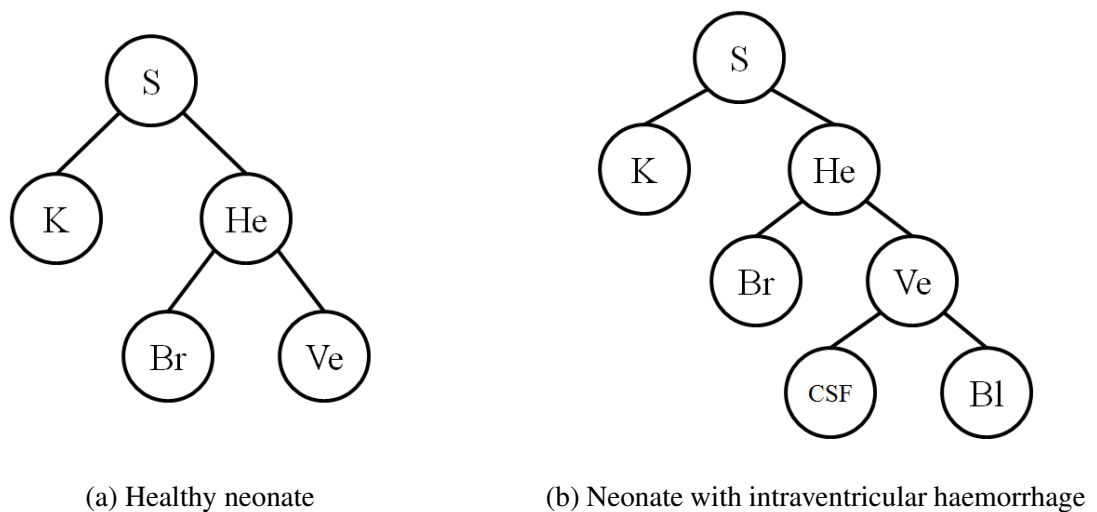 S
K
He
Br
Ve
(a) Healthy neonate
S
K
He
Br
Ve
CSF
Bl
(b) Neonate with intraventricular haemorrhage